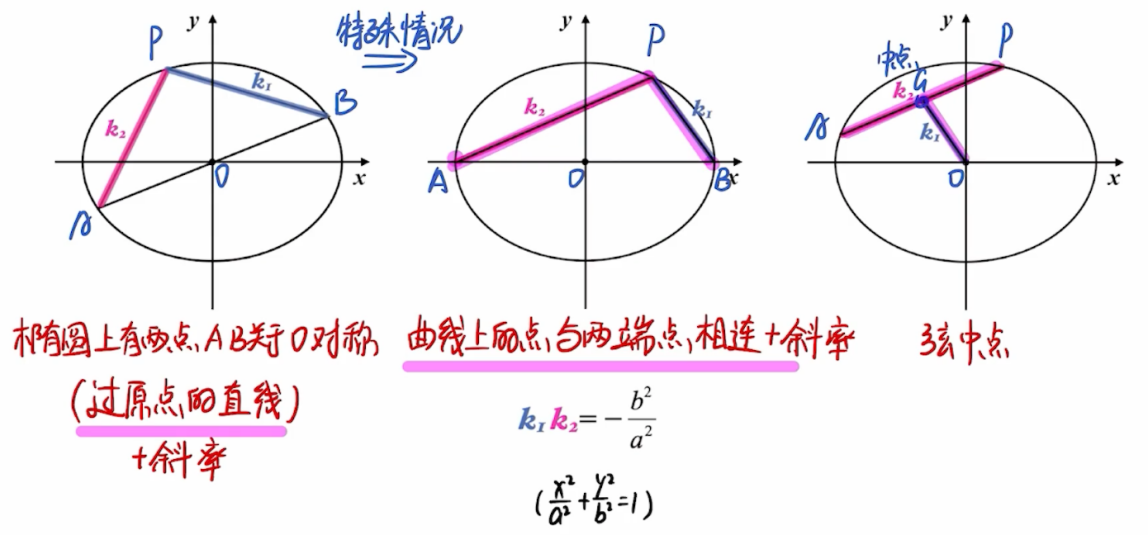 y
P
k₁
B
k₂
O
x
A
特殊情况
⇒
y
P
k₂
k₁
A
O
B
x
y
P
中点
G
k₂
A
k₁
O
x
椭圆上有两点,AB关于O对称
(过原点的直线)
+斜率
曲线上的点,与两端点,相连+斜率
k₁k₂=-b²/a²
(x²/a²+y²/b²=1)
弦中点